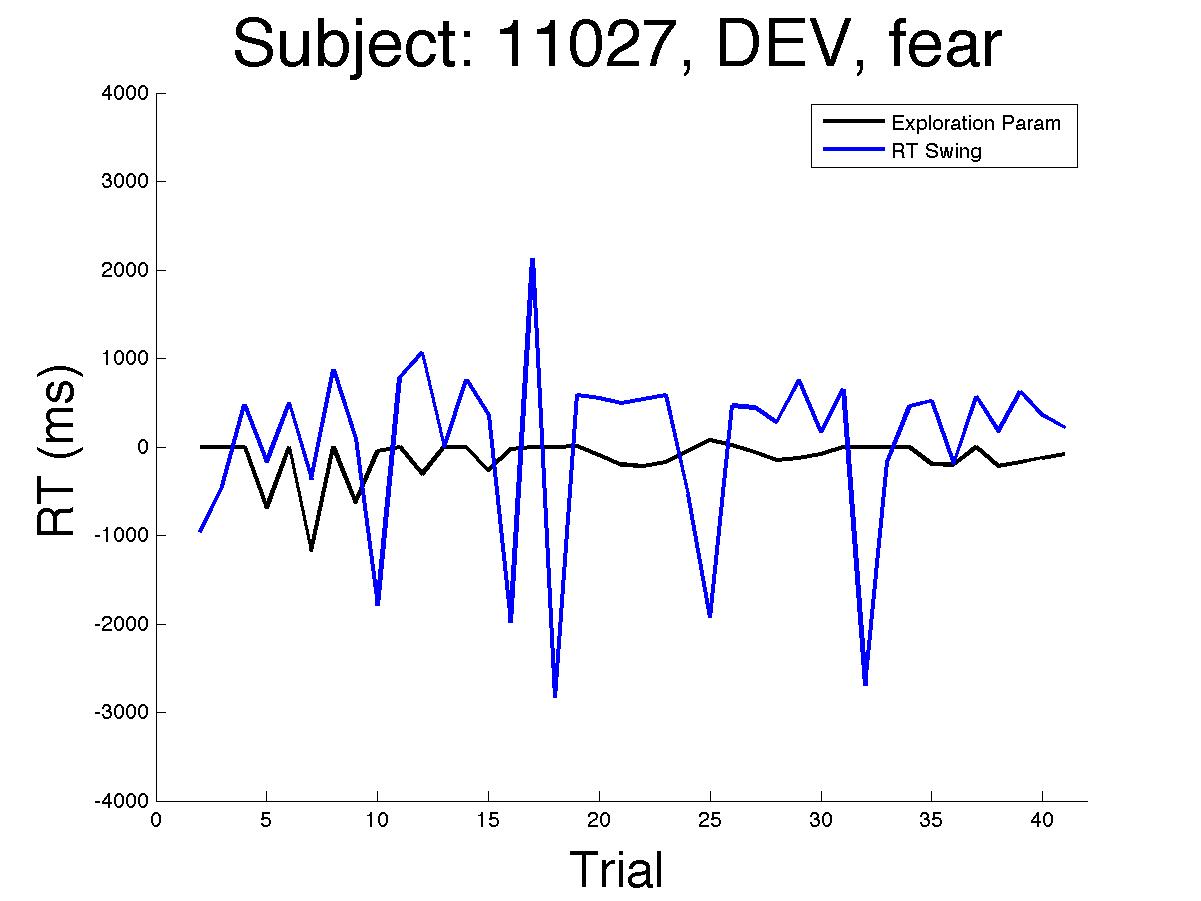 Subject: 11027, DEV, fear
4000
3000
2000
1000
0
-1000
-2000
-3000
-4000
RT (ms)
Exploration Param
RT Swing
0 5 10 15 20 25 30 35 40
Trial